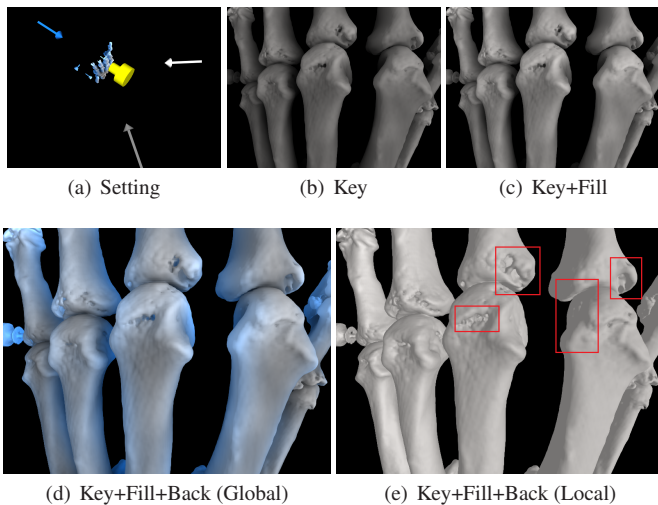 (a) Setting
(b) Key
(c) Key+Fill
(d) Key+Fill+Back (Global)
(e) Key+Fill+Back (Local)